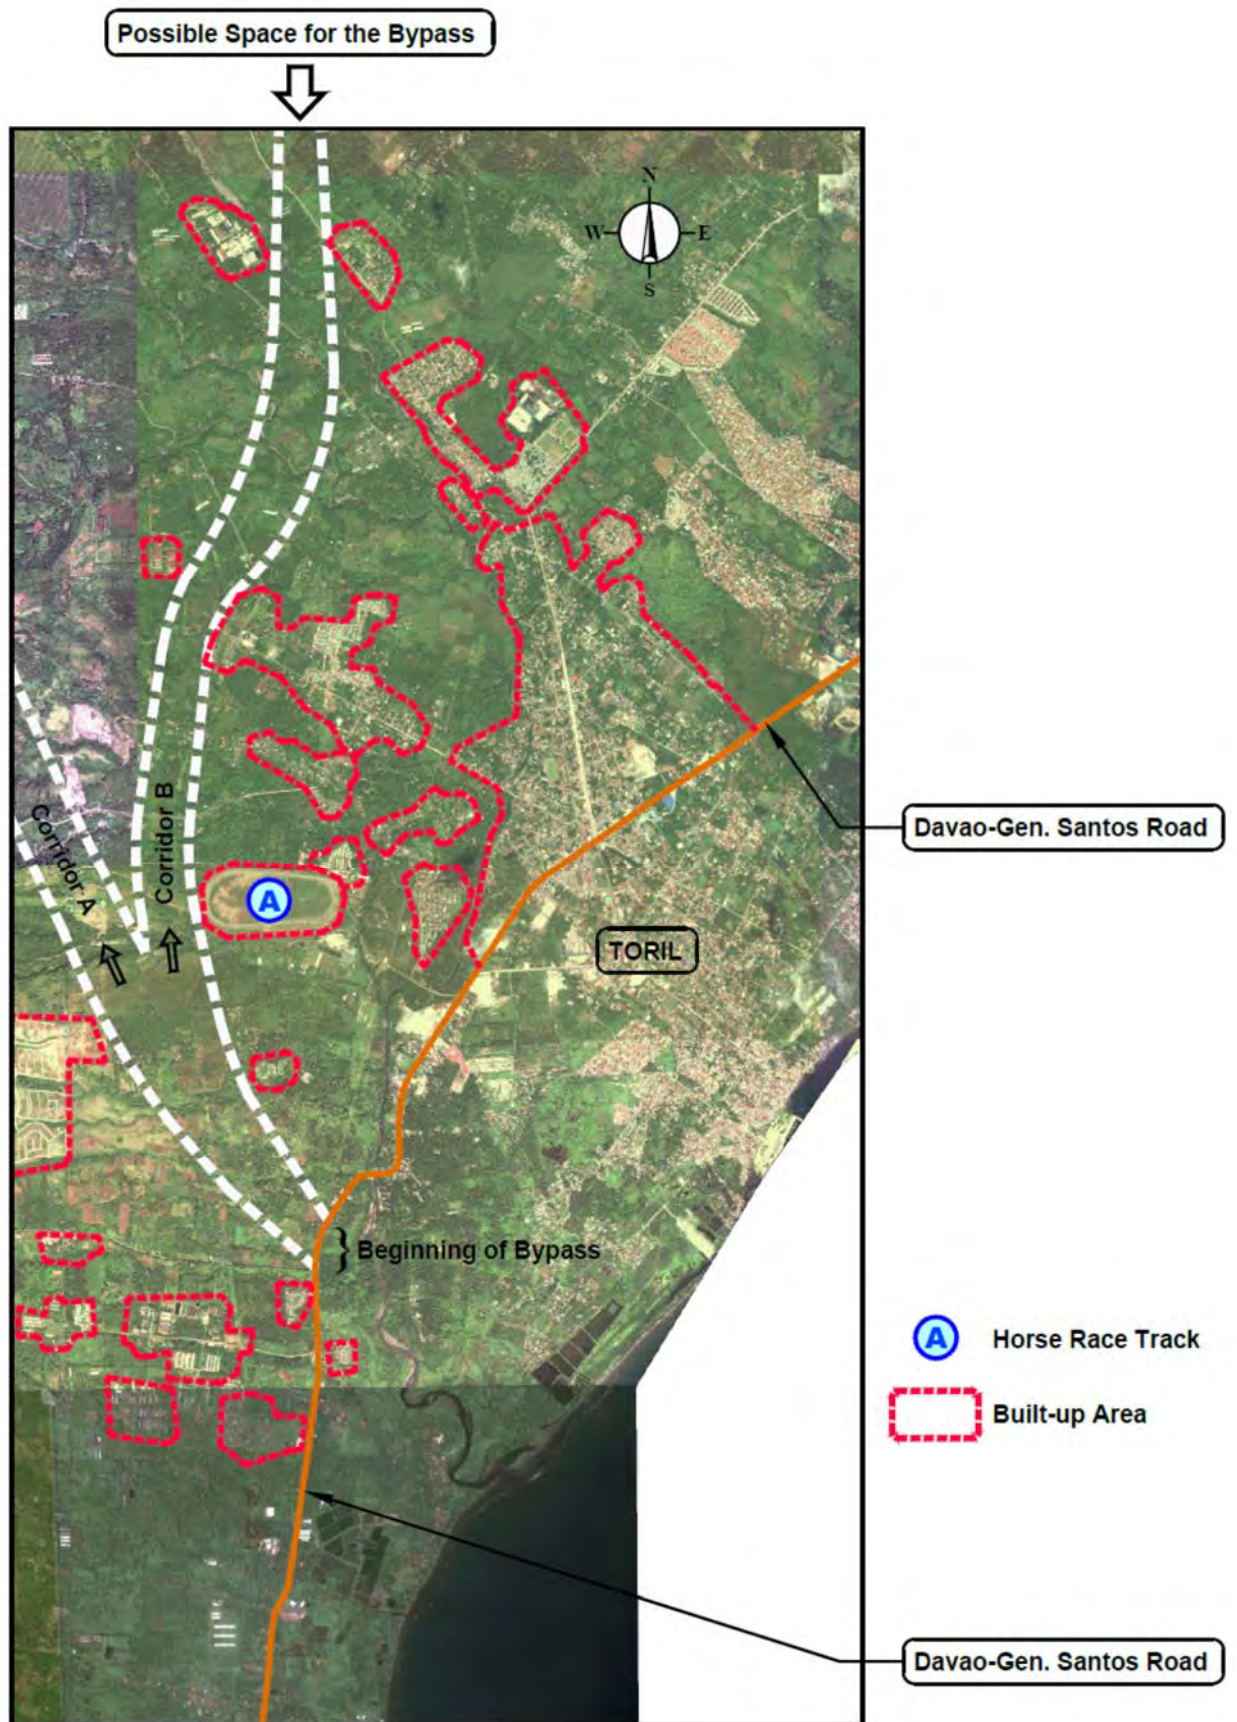 Possible Space for the Bypass
N
W
E
S
Corridor A
Corridor B
A
Davao-Gen. Santos Road
TORIL
Beginning of Bypass
A
Horse Race Track
Built-up Area
Davao-Gen. Santos Road